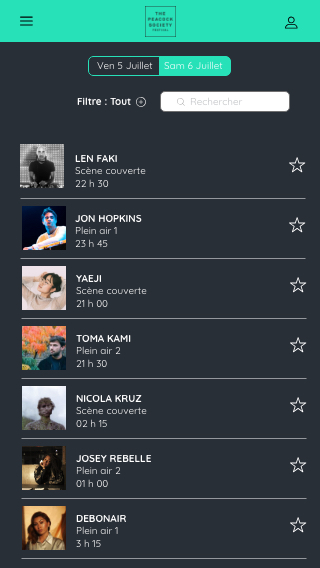 THE
PEACOCK
SOCIETY
FESTIVAL
Ven 5 Juillet
Sam 6 Juillet
Filtre : Tout
Rechercher
LEN FAKI
Scène couverte
22 h 30
JON HOPKINS
Plein air 1
23 h 45
YAEJI
Scène couverte
21 h 00
TOMA KAMI
Plein air 2
21 h 30
NICOLA KRUZ
Scène couverte
02 h 15
JOSEY REBELLE
Plein air 2
01 h 00
DEBONAIR
Plein air 1
3 h 15